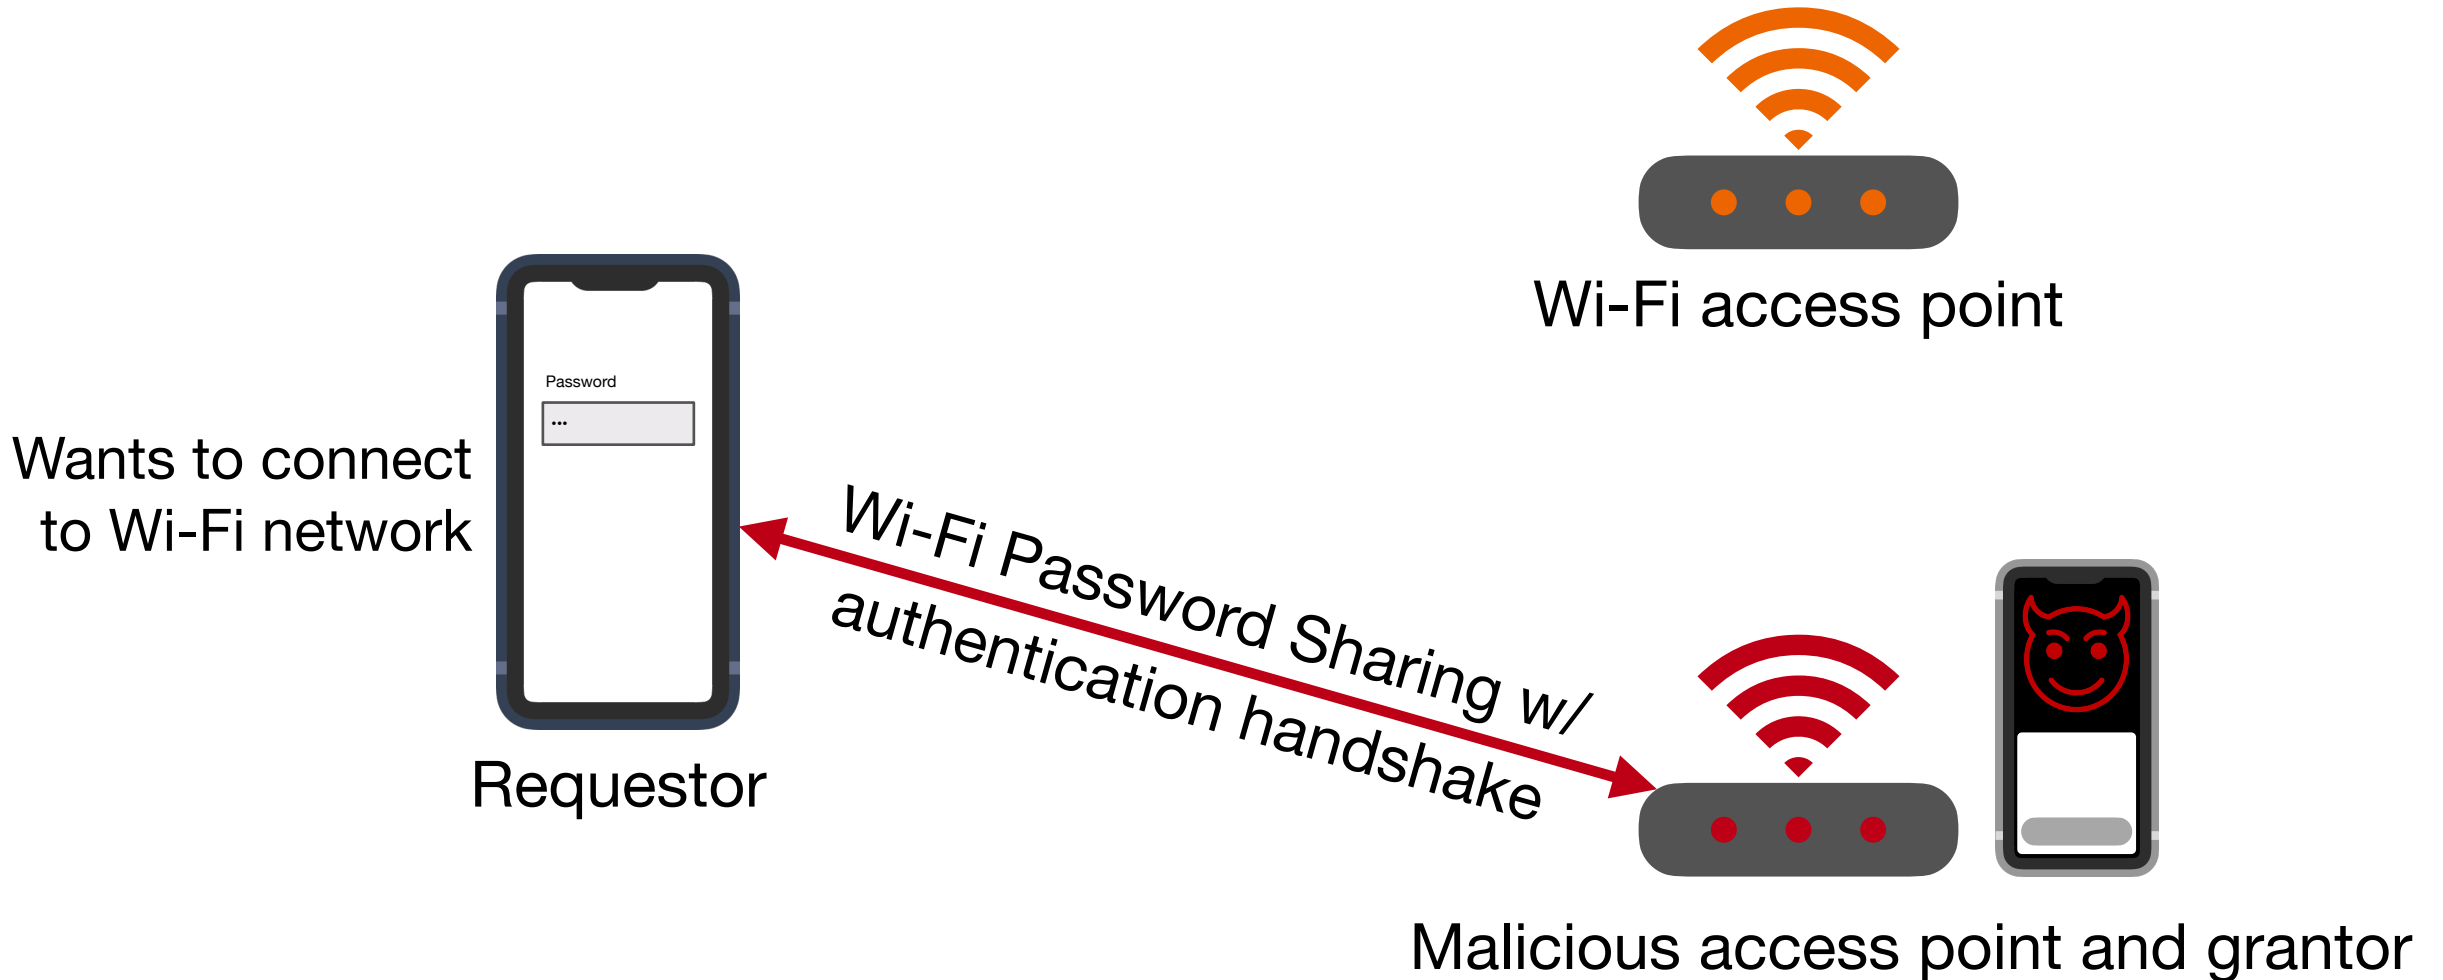 Wi-Fi access point
Password
•••
Wants to connect
to Wi-Fi network
Wi-Fi Password Sharing w/
authentication handshake
Requestor
Malicious access point and grantor